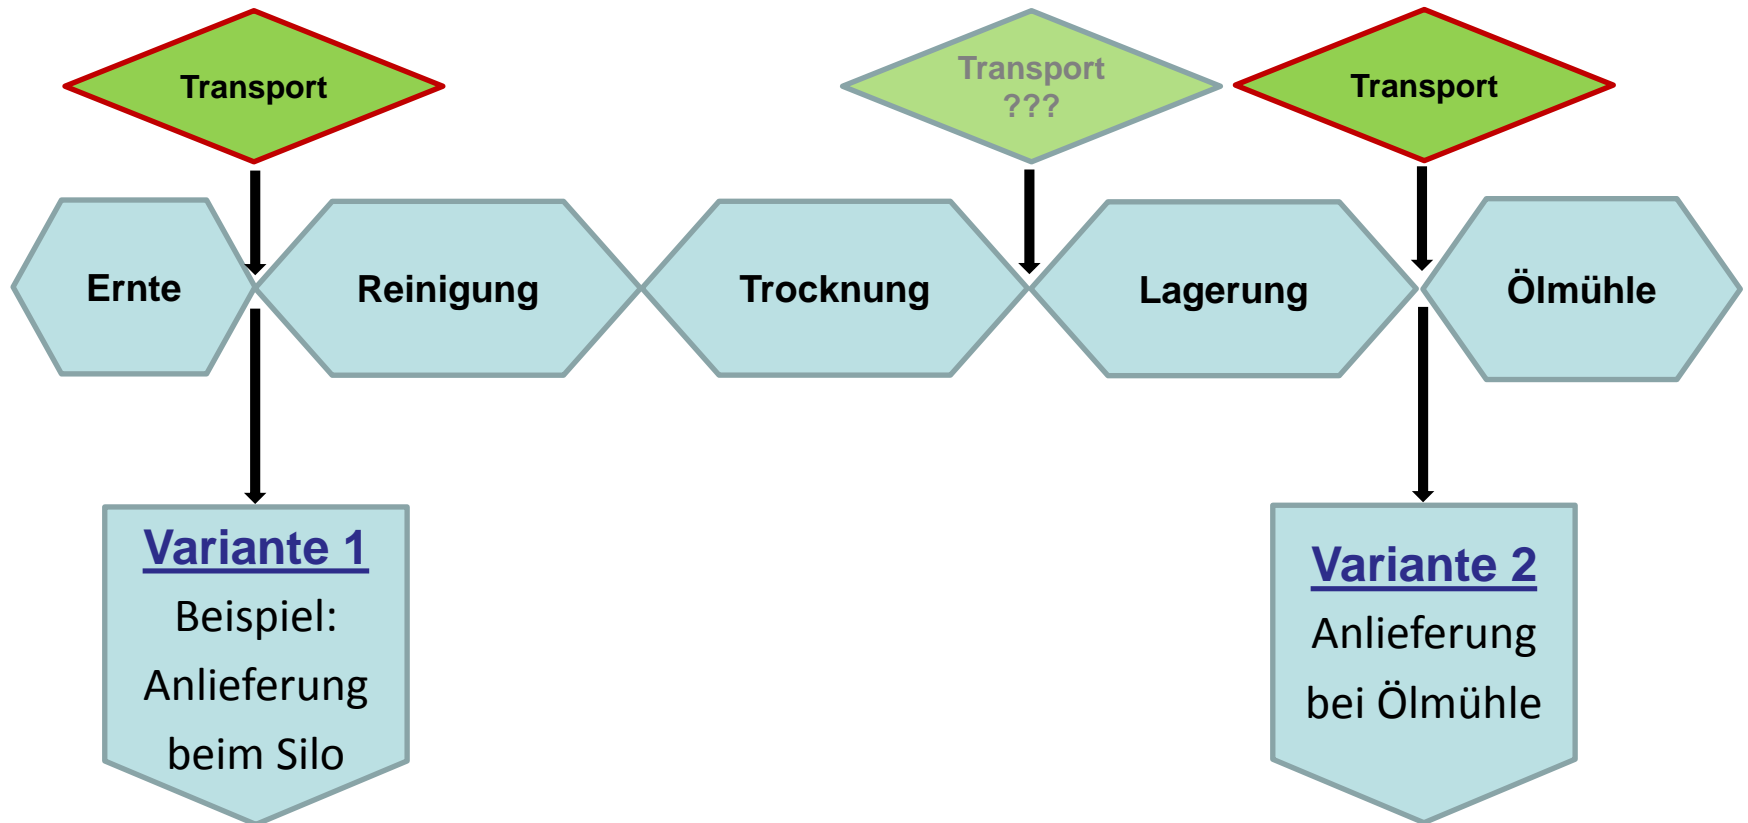 Transport
Transport
???
Transport
Ernte
Reinigung
Trocknung
Lagerung
Ölmühle
Variante 1
Beispiel:
Anlieferung
beim Silo
Variante 2
Anlieferung
bei Ölmühle